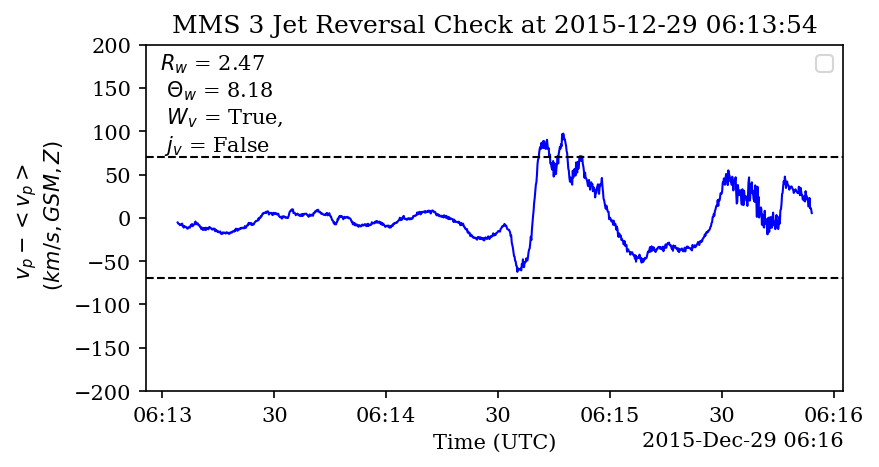 MMS 3 Jet Reversal Check at 2015-12-29 06:13:54
R_w = 2.47
Θ_w = 8.18
W_v = True,
j_v = False
v_p − < v_p >
(km/s, GSM, Z)
200
150
100
50
0
−50
−100
−150
−200
06:13 30 06:14 30 06:15 30 06:16
Time (UTC) 2015-Dec-29 06:16